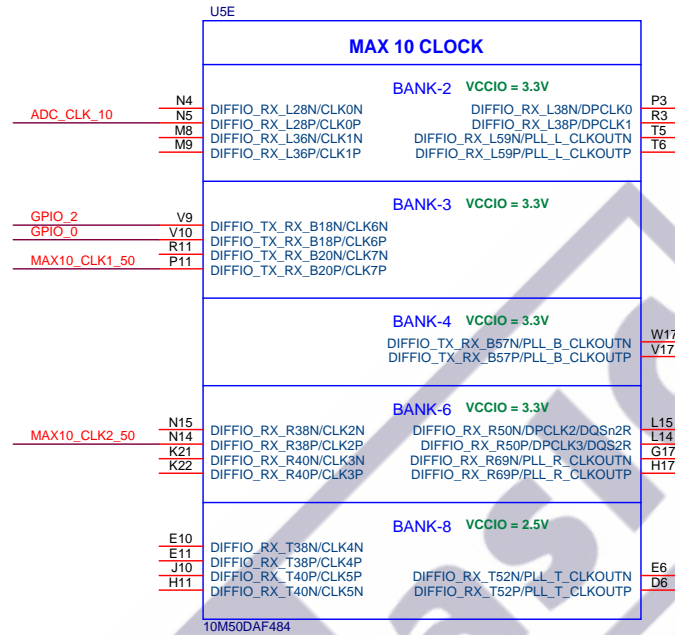 U5E
MAX 10 CLOCK
BANK-2 VCCIO = 3.3V
N4 DIFFIO_RX_L28N/CLK0N DIFFIO_RX_L38N/DPCLK0 P3
ADC_CLK_10 N5 DIFFIO_RX_L28P/CLK0P DIFFIO_RX_L38P/DPCLK1 R3
M8 DIFFIO_RX_L36N/CLK1N DIFFIO_RX_L59N/PLL_L_CLKOUTN T5
M9 DIFFIO_RX_L36P/CLK1P DIFFIO_RX_L59P/PLL_L_CLKOUTP T6
BANK-3 VCCIO = 3.3V
GPIO_2 V9 DIFFIO_TX_RX_B18N/CLK6N
GPIO_0 V10 DIFFIO_TX_RX_B18P/CLK6P
R11 DIFFIO_TX_RX_B20N/CLK7N
MAX10_CLK1_50 P11 DIFFIO_TX_RX_B20P/CLK7P
BANK-4 VCCIO = 3.3V
DIFFIO_TX_RX_B57N/PLL_B_CLKOUTN W17
DIFFIO_TX_RX_B57P/PLL_B_CLKOUTP V17
BANK-6 VCCIO = 3.3V
N15 DIFFIO_RX_R38N/CLK2N DIFFIO_RX_R50N/DPCLK2/DQSn2R L15
MAX10_CLK2_50 N14 DIFFIO_RX_R38P/CLK2P DIFFIO_RX_R50P/DPCLK3/DQS2R L14
K21 DIFFIO_RX_R40N/CLK3N DIFFIO_RX_R69N/PLL_R_CLKOUTN G17
K22 DIFFIO_RX_R40P/CLK3P DIFFIO_RX_R69P/PLL_R_CLKOUTP H17
BANK-8 VCCIO = 2.5V
E10 DIFFIO_RX_T38N/CLK4N
E11 DIFFIO_RX_T38P/CLK4P
J10 DIFFIO_RX_T40P/CLK5P DIFFIO_RX_T52N/PLL_T_CLKOUTN E6
H11 DIFFIO_RX_T40N/CLK5N DIFFIO_RX_T52P/PLL_T_CLKOUTP D6
10M50DAF484